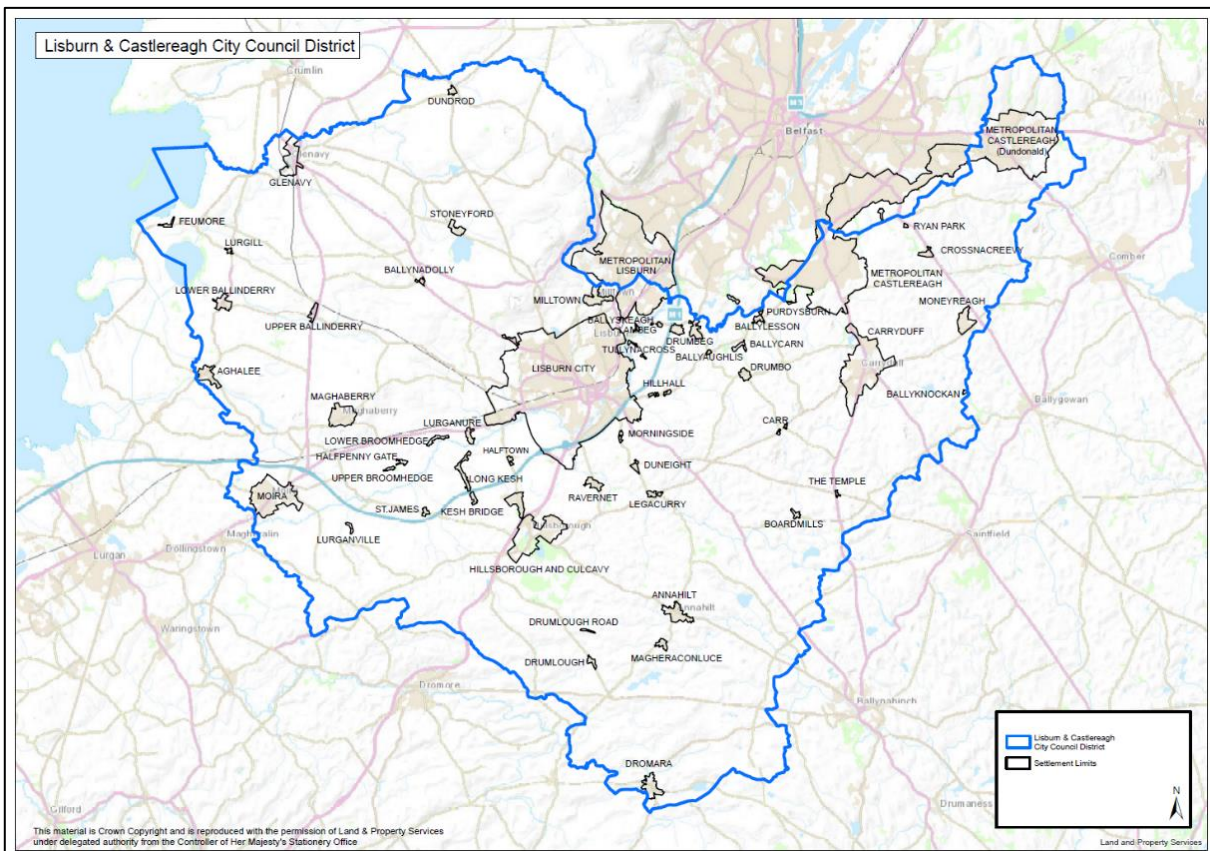 Lisburn & Castlereagh City Council District
Crumlin
DUNDROD
Belfast
METROPOLITAN
CASTLEREAGH
(Dundonald)
Glenavy
GLENAVY
FEUMORE
STONEYFORD
RYAN PARK
LURGILL
CROSSNACREEVY
Comber
METROPOLITAN
LISBURN
BALLYNADOLLY
METROPOLITAN
CASTLEREAGH
LOWER BALLINDERRY
MILLTOWN
MONEYREAGH
PURDYSBURN
M1
UPPER BALLINDERRY
BALLYSKEAGH
LAMBEG
BALLYLESSON
CARRYDUFF
DRUMBEG
BALLYCARN
TULLYNACROSS
BALLYAUGHLIS
LISBURN CITY
DRUMBO
AGHALEE
HILLHALL
BALLYKNOCKAN
Ballygowan
MAGHABERRY
Maghaberry
LURGANURE
CARR
MORNINGSIDE
LOWER BROOMHEDGE
HALFTOWN
HALFPENNY GATE
DUNEIGHT
UPPER BROOMHEDGE
LONG KESH
THE TEMPLE
RAVERNET
MOIRA
LEGACURRY
ST.JAMES
KESH BRIDGE
BOARDMILLS
Saintfield
LURGANVILLE
Magheralin
Dollingstown
Lurgan
HILLSBOROUGH AND CULCAVY
ANNAHILT
Annahilt
Waringstown
DRUMLOUGH ROAD
MAGHERACONLUCE
DRUMLOUGH
Dromore
Ballynahinch
Lisburn & Castlereagh
City Council District
Settlement Limits
DROMARA
N
Gilford
Drumaness
This material is Crown Copyright and is reproduced with the permission of Land & Property Services
under delegated authority from the Controller of Her Majesty's Stationery Office
Land and Property Services